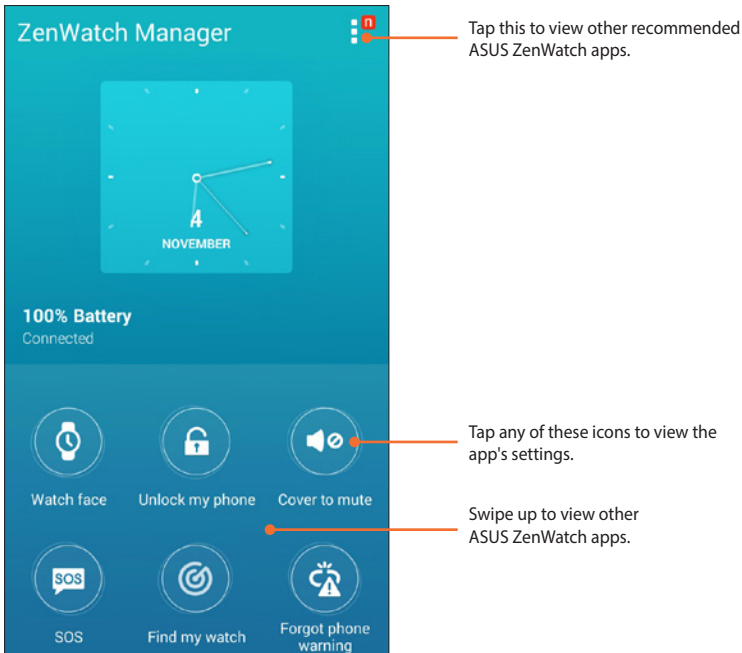 ZenWatch Manager
n
Tap this to view other recommended
ASUS ZenWatch apps.
4
NOVEMBER
100% Battery
Connected
Tap any of these icons to view the
app's settings.
Watch face
Unlock my phone
Cover to mute
Swipe up to view other
ASUS ZenWatch apps.
SOS
SOS
Find my watch
Forgot phone
warning